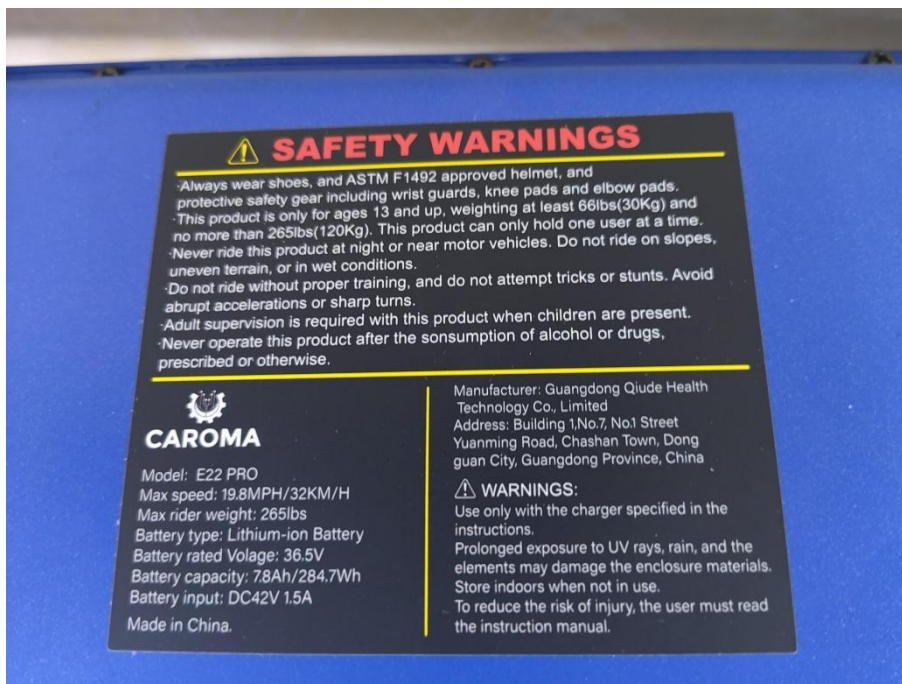 SAFETY WARNINGS
·Always wear shoes, and ASTM F1492 approved helmet, and
protective safety gear including wrist guards, knee pads and elbow pads.
·This product is only for ages 13 and up, weighting at least 66lbs(30Kg) and
no more than 265lbs(120Kg). This product can only hold one user at a time.
·Never ride this product at night or near motor vehicles. Do not ride on slopes,
uneven terrain, or in wet conditions.
·Do not ride without proper training, and do not attempt tricks or stunts. Avoid
abrupt accelerations or sharp turns.
·Adult supervision is required with this product when children are present.
·Never operate this product after the sonsumption of alcohol or drugs,
prescribed or otherwise.
CAROMA
Model: E22 PRO
Max speed: 19.8MPH/32KM/H
Max rider weight: 265lbs
Battery type: Lithium-ion Battery
Battery rated Volage: 36.5V
Battery capacity: 7.8Ah/284.7Wh
Battery input: DC42V 1.5A
Made in China.
Manufacturer: Guangdong Qiude Health
Technology Co., Limited
Address: Building 1,No.7, No.1 Street
Yuanming Road, Chashan Town, Dong
guan City, Guangdong Province, China
WARNINGS:
Use only with the charger specified in the
instructions.
Prolonged exposure to UV rays, rain, and the
elements may damage the enclosure materials.
Store indoors when not in use.
To reduce the risk of injury, the user must read
the instruction manual.